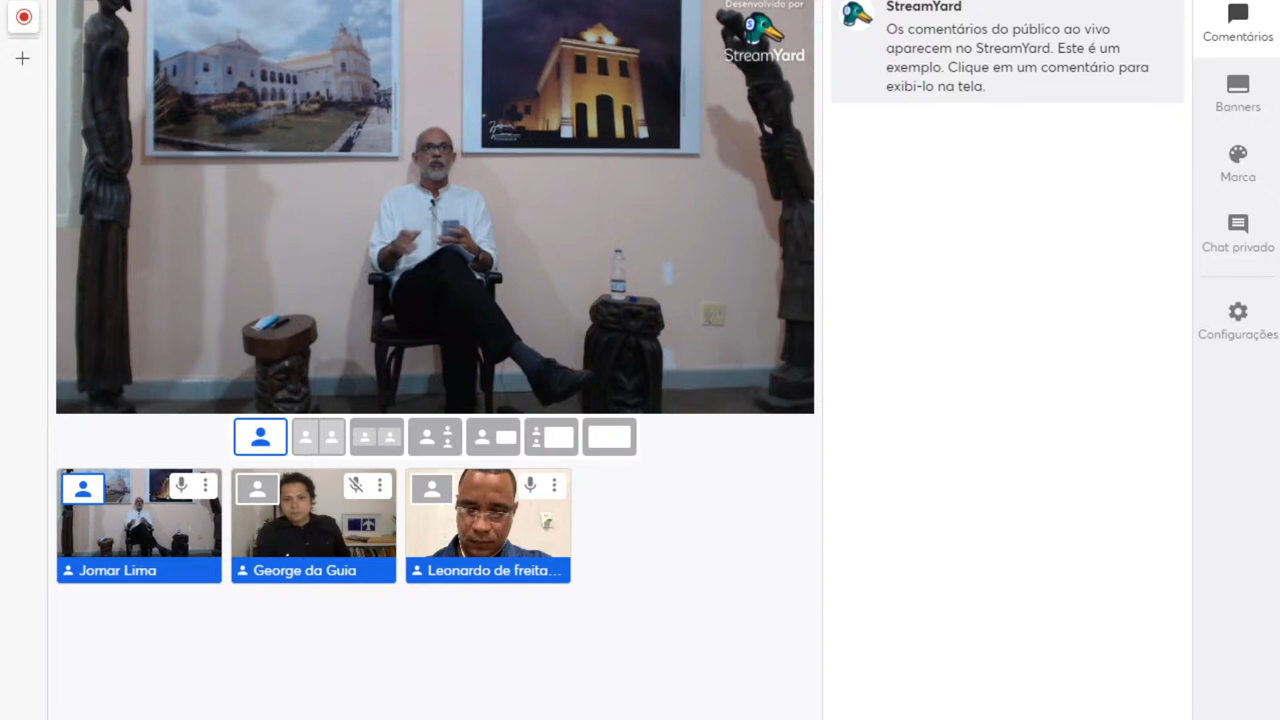 Desenvolvido por
StreamYard
StreamYard
Os comentários do público ao vivo
aparecem no StreamYard. Este é um
exemplo. Clique em um comentário para
exibi-lo na tela.
Comentários
Banners
Marca
Chat privado
Configurações
Jomar Lima
George da Guia
Leonardo de freita...